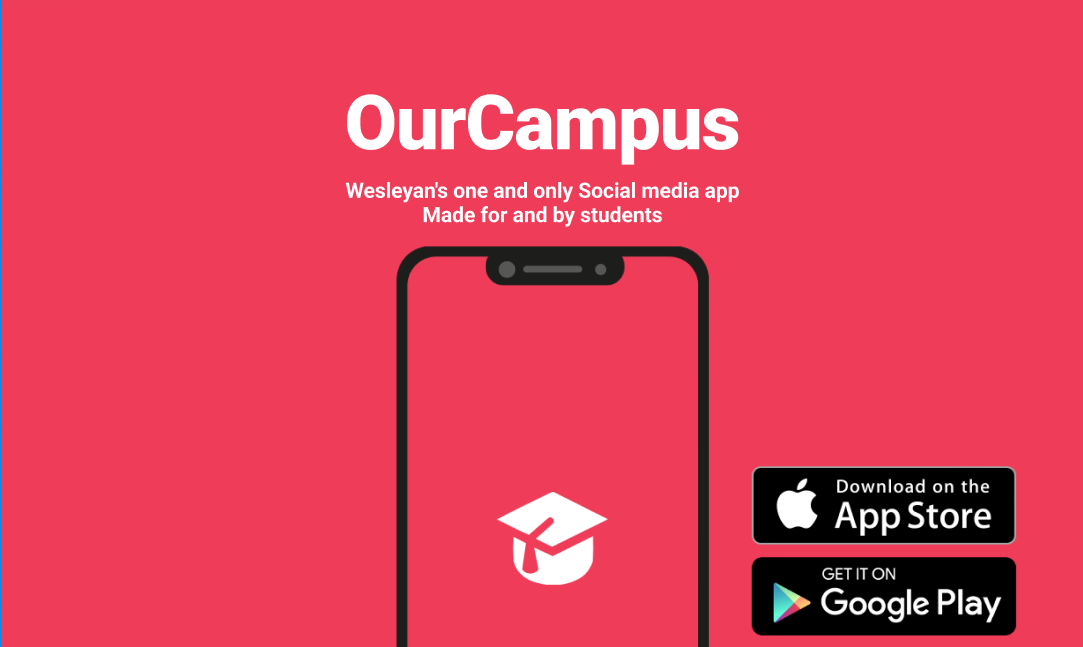 OurCampus
Wesleyan's one and only Social media app
Made for and by students
Download on the
App Store
GET IT ON
Google Play